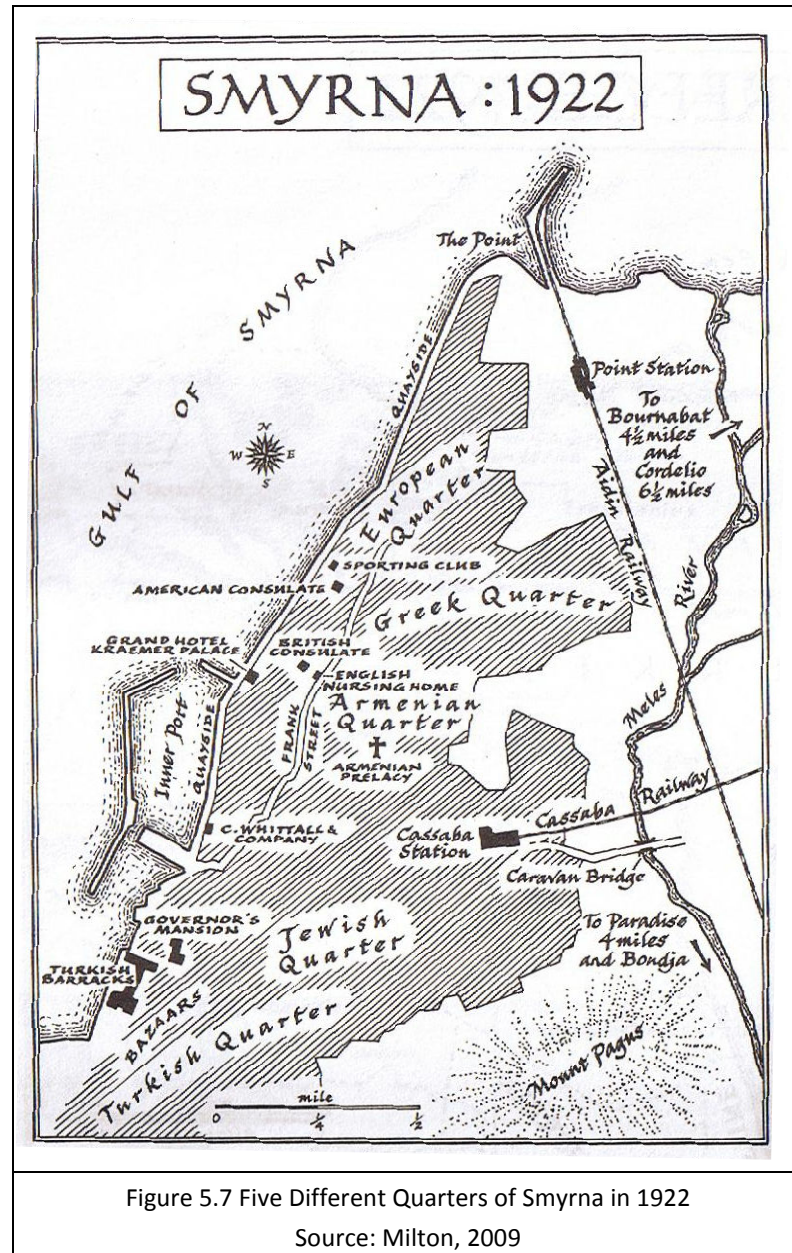 SMYRNA : 1922
The Point
GULF OF SMYRNA
QUAYSIDE
Point Station
To
Bournabat
4½ miles
and
Cordelio
6½ miles
N
W E
S
European
Quarter
Aidin Railway
SPORTING CLUB
AMERICAN CONSULATE
Greek Quarter
River
Meles
GRAND HOTEL
KRAEMER PALACE
BRITISH
CONSULATE
ENGLISH
NURSING HOME
Armenian
Quarter
Inner Port
QUAYSIDE
FRANK
STREET
ARMENIAN
PRELACY
C. WHITTALL &
COMPANY
Cassaba
Station
Cassaba Railway
Caravan Bridge
GOVERNOR'S
MANSION
Jewish
Quarter
To Paradise
4 miles
and Boudja
TURKISH
BARRACKS
BAZAARS
Turkish Quarter
Mount Pagus
mile
0 ¼ ½
Figure 5.7 Five Different Quarters of Smyrna in 1922
Source: Milton, 2009